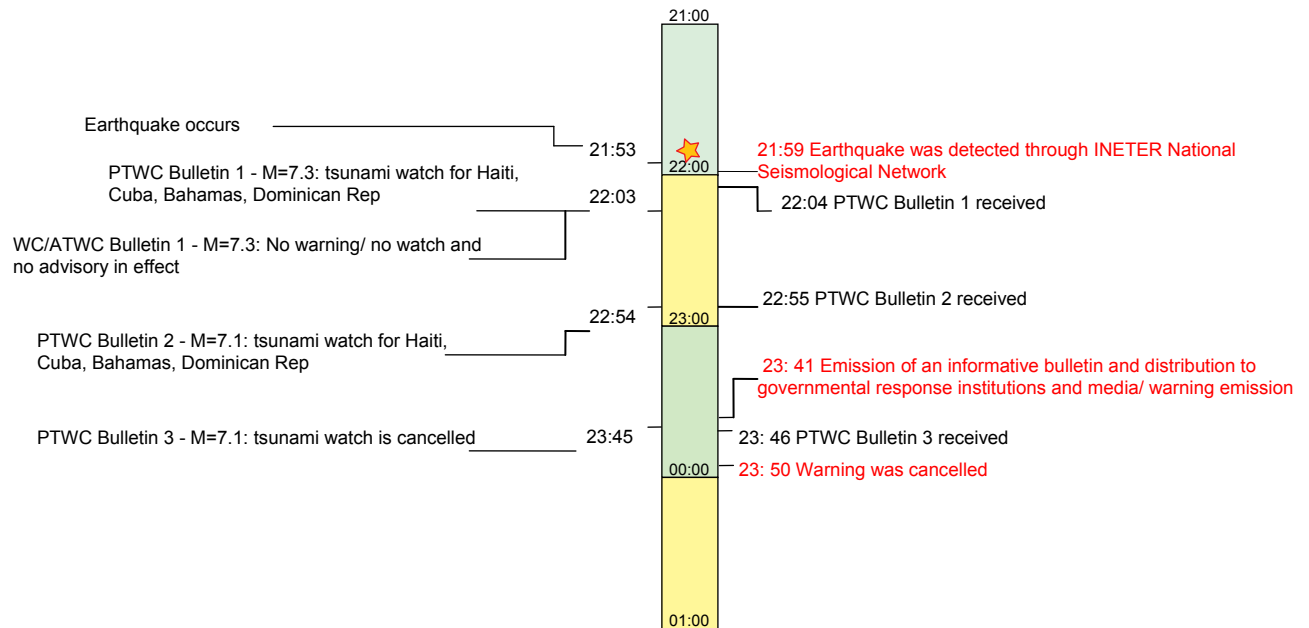 21:00
Earthquake occurs
21:53
21:59 Earthquake was detected through INETER National
Seismological Network
22:00
PTWC Bulletin 1 - M=7.3: tsunami watch for Haiti,
Cuba, Bahamas, Dominican Rep
22:03
22:04 PTWC Bulletin 1 received
WC/ATWC Bulletin 1 - M=7.3: No warning/ no watch and
no advisory in effect
22:55 PTWC Bulletin 2 received
22:54
23:00
PTWC Bulletin 2 - M=7.1: tsunami watch for Haiti,
Cuba, Bahamas, Dominican Rep
23: 41 Emission of an informative bulletin and distribution to
governmental response institutions and media/ warning emission
PTWC Bulletin 3 - M=7.1: tsunami watch is cancelled
23:45
23: 46 PTWC Bulletin 3 received
00:00
23: 50 Warning was cancelled
01:00